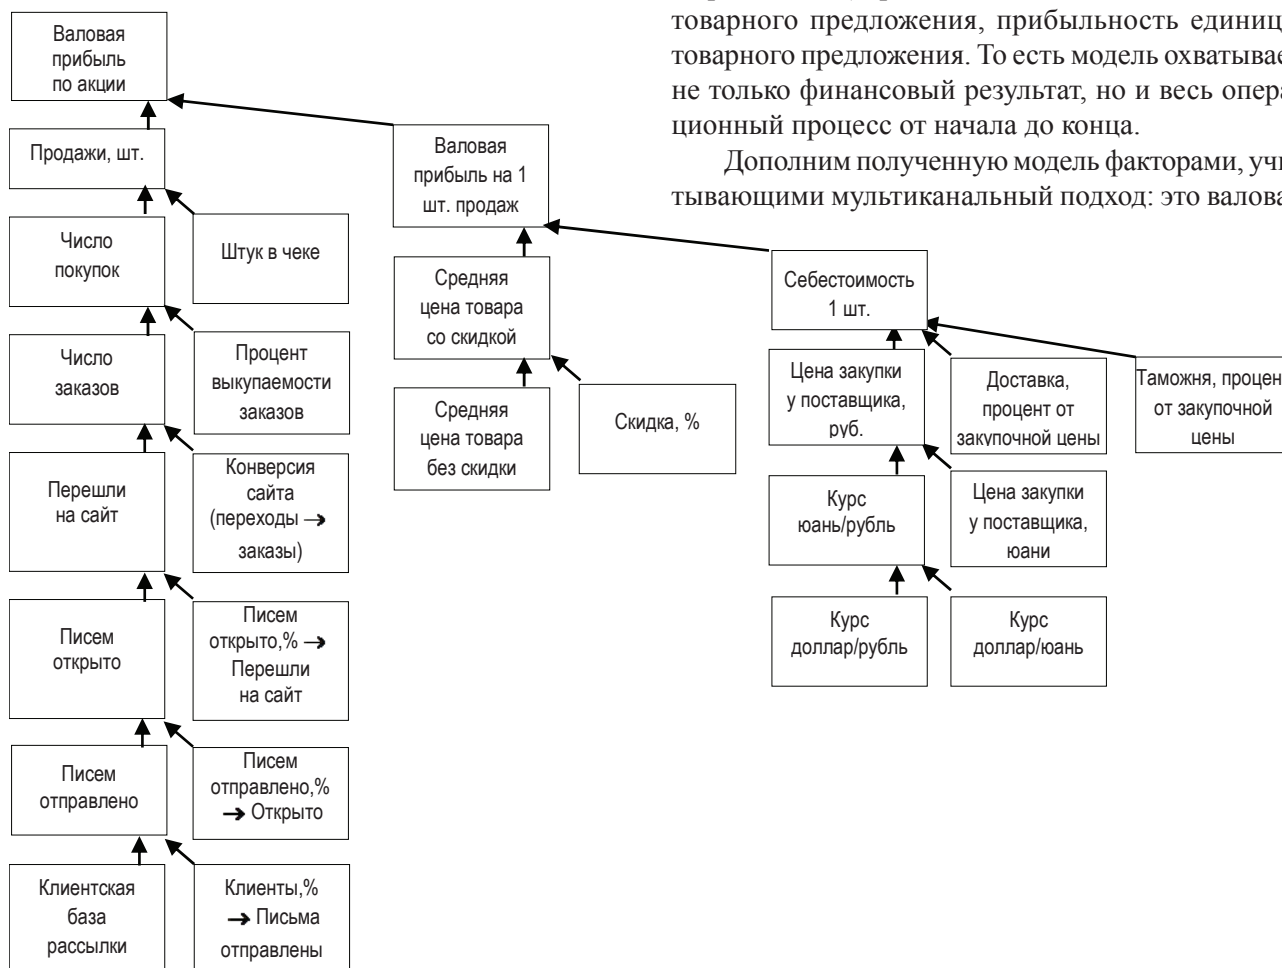 товарного предложения, прибыльность единиц
товарного предложения. То есть модель охватывае
не только финансовый результат, но и весь опера
ционный процесс от начала до конца.
Дополним полученную модель факторами, учи
тывающими мультиканальный подход: это валова
Валовая
прибыль
по акции
Продажи, шт.
Валовая
прибыль на 1
шт. продаж
Число
покупок
Штук в чеке
Средняя
цена товара
со скидкой
Себестоимость
1 шт.
Число
заказов
Процент
выкупаемости
заказов
Средняя
цена товара
без скидки
Скидка, %
Цена закупки
у поставщика,
руб.
Доставка,
процент от
закупочной цены
Таможня, процен
от закупочной
цены
Перешли
на сайт
Конверсия
сайта
(переходы →
заказы)
Курс
юань/рубль
Цена закупки
у поставщика,
юани
Писем
открыто
Писем
открыто,% →
Перешли
на сайт
Курс
доллар/рубль
Курс
доллар/юань
Писем
отправлено
Писем
отправлено,%
→ Открыто
Клиентская
база
рассылки
Клиенты,%
→ Письма
отправлены